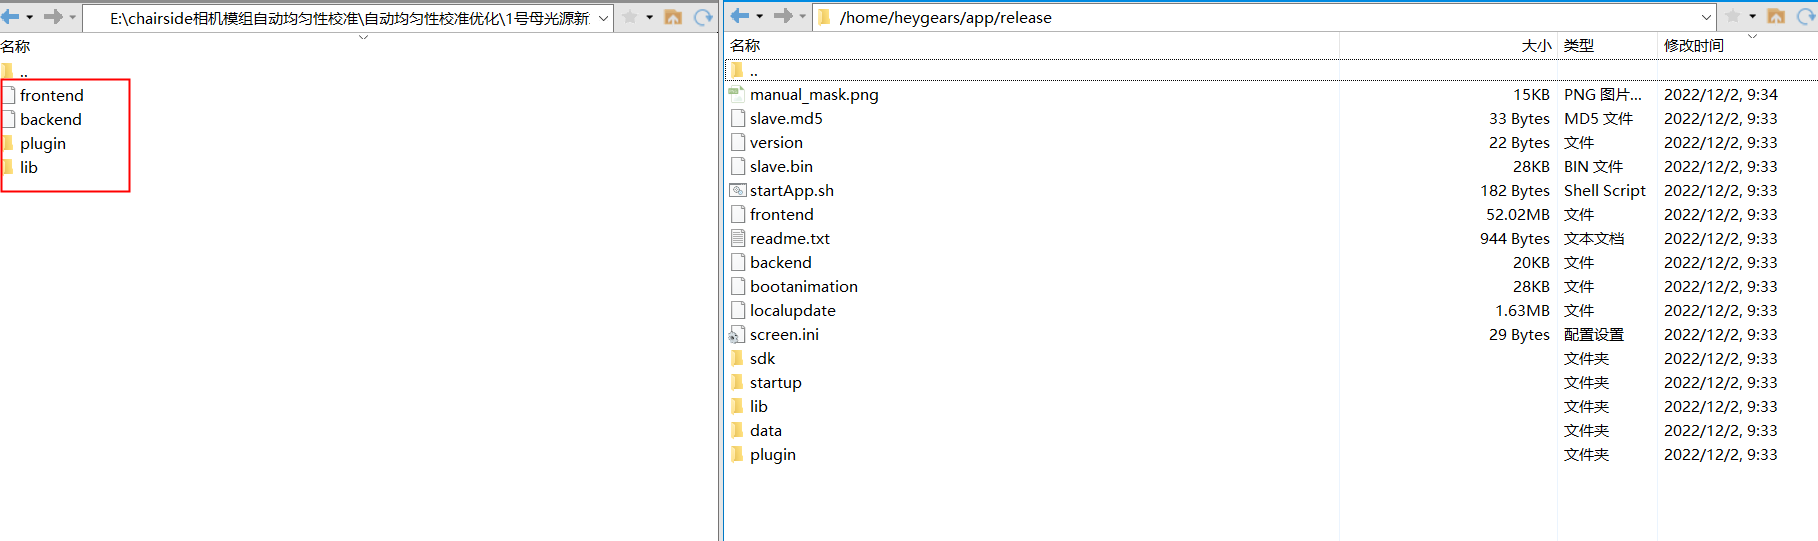 E:\chairside相机模组自动均匀性校准\自动均匀性校准优化\1号母光源新
名称
..
frontend
backend
plugin
lib
/home/heygears/app/release
名称 大小 类型 修改时间
..
manual_mask.png 15KB PNG 图片... 2022/12/2, 9:34
slave.md5 33 Bytes MD5 文件 2022/12/2, 9:33
version 22 Bytes 文件 2022/12/2, 9:33
slave.bin 28KB BIN 文件 2022/12/2, 9:33
startApp.sh 182 Bytes Shell Script 2022/12/2, 9:33
frontend 52.02MB 文件 2022/12/2, 9:33
readme.txt 944 Bytes 文本文档 2022/12/2, 9:33
backend 20KB 文件 2022/12/2, 9:33
bootanimation 28KB 文件 2022/12/2, 9:33
localupdate 1.63MB 文件 2022/12/2, 9:33
screen.ini 29 Bytes 配置设置 2022/12/2, 9:33
sdk 文件夹 2022/12/2, 9:33
startup 文件夹 2022/12/2, 9:33
lib 文件夹 2022/12/2, 9:33
data 文件夹 2022/12/2, 9:33
plugin 文件夹 2022/12/2, 9:33